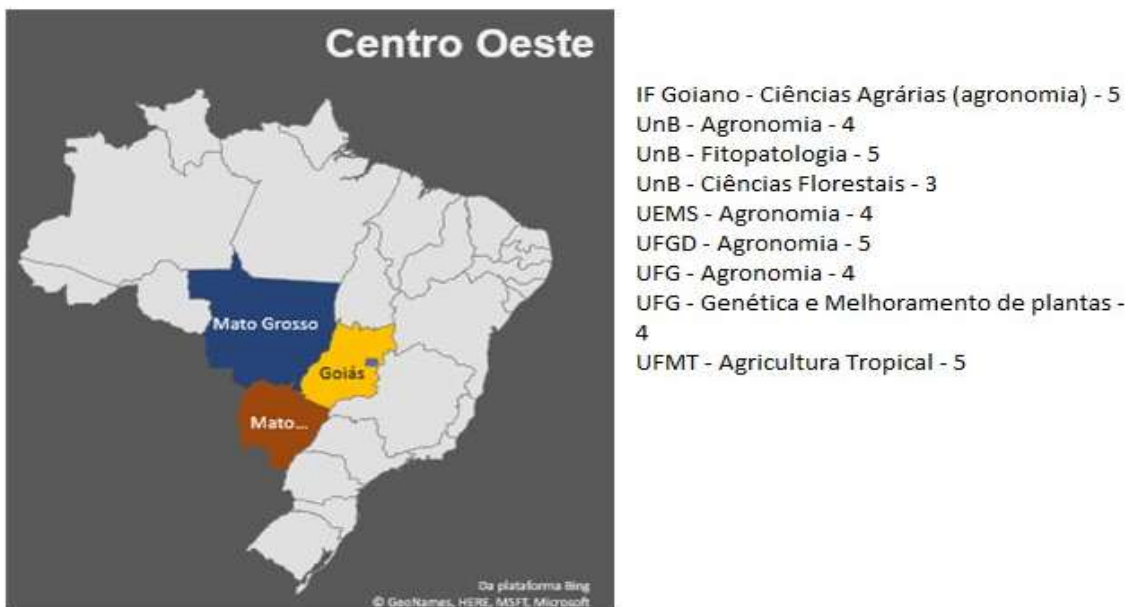 Centro Oeste
Mato Grosso
Goiás
Mato...
Da plataforma Bing
© GeoNames, HERE, MSFT, Microsoft
IF Goiano - Ciências Agrárias (agronomia) - 5
UnB - Agronomia - 4
UnB - Fitopatologia - 5
UnB - Ciências Florestais - 3
UEMS - Agronomia - 4
UFGD - Agronomia - 5
UFG - Agronomia - 4
UFG - Genética e Melhoramento de plantas -
4
UFMT - Agricultura Tropical - 5